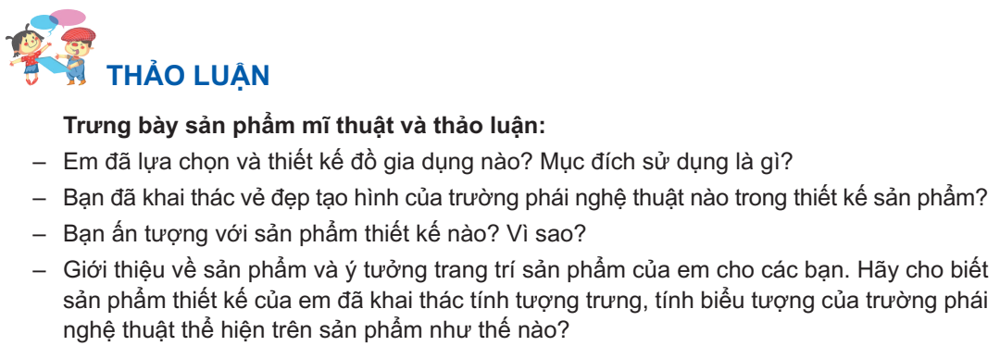 THẢO LUẬN
Trưng bày sản phẩm mĩ thuật và thảo luận:
– Em đã lựa chọn và thiết kế đồ gia dụng nào? Mục đích sử dụng là gì?
– Bạn đã khai thác vẻ đẹp tạo hình của trường phái nghệ thuật nào trong thiết kế sản phẩm?
– Bạn ấn tượng với sản phẩm thiết kế nào? Vì sao?
– Giới thiệu về sản phẩm và ý tưởng trang trí sản phẩm của em cho các bạn. Hãy cho biết
sản phẩm thiết kế của em đã khai thác tính tượng trưng, tính biểu tượng của trường phái
nghệ thuật thể hiện trên sản phẩm như thế nào?